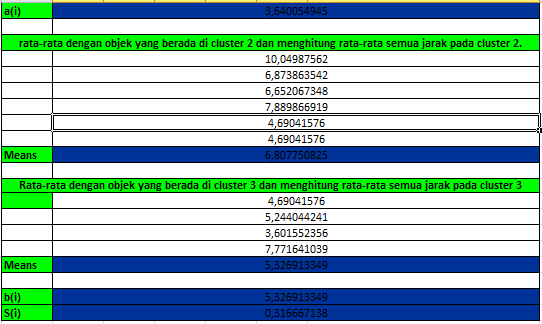 a(i) 3,640054945
rata-rata dengan objek yang berada di cluster 2 dan menghitung rata-rata semua jarak pada cluster 2.
10,04987562
6,873863542
6,652067348
7,889866919
4,69041576
4,69041576
Means 6,807750825
Rata-rata dengan objek yang berada di cluster 3 dan menghitung rata-rata semua jarak pada cluster 3
4,69041576
5,244044241
3,601552356
7,771641039
Means 5,326913349
b(i) 5,326913349
S(i) 0,316667138